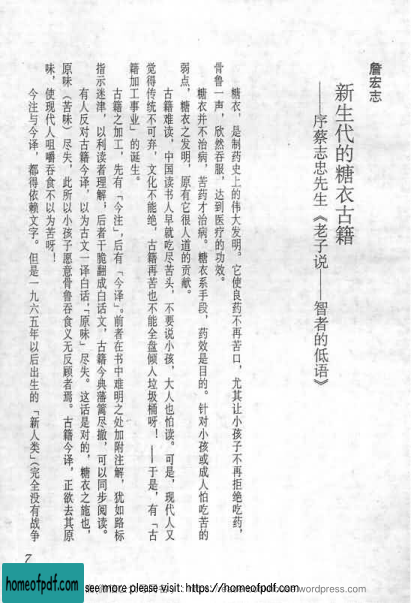 詹宏志
新生代的糖衣古籍
——序蔡志忠先生《老子说——智者的低语》
糖衣，是制药史上的伟大发明。它使良药不再苦口，尤其让小孩子不再拒绝吃药，
骨鲁一声，欣然吞服，达到医疗的功效。
糖衣并不治病，苦药才治病。糖衣系手段，药效是目的。针对小孩或成人怕吃苦的
弱点，糖衣之发明，原有它很人道的贡献。
古籍难读，中国读书人早就吃尽苦头，不要说小孩，大人也怕读。可是，现代人又
觉得传统不可弃，文化不能绝，古籍再苦也不能全盘倾人垃圾桶呀！——于是，有「古
籍加工事业」的诞生。
古籍之加工，先有「今注」，后有「今译」。前者在书中难明之处加附注解，犹如路标
指示迷津，以利读者理解；后者干脆翻成白话文，古籍今典藩篱尽撤，可以同步阅读。
有人反对古籍今译，以为古文一译白话，「原味」尽失。这话是对的，糖衣之施也，
原味（苦味）尽失，此所以小孩子愿意骨鲁吞食又无反顾者焉。古籍今译，正欲去其原
味，使现代人咀嚼吞食不以为苦呀！
今注与今译，都得依赖文字。但是一九六五年以后出生的「新人类」（完全没有战争
7
homeofpdf.com
see more please visit: https://homeofpdf.com
wordpress.com